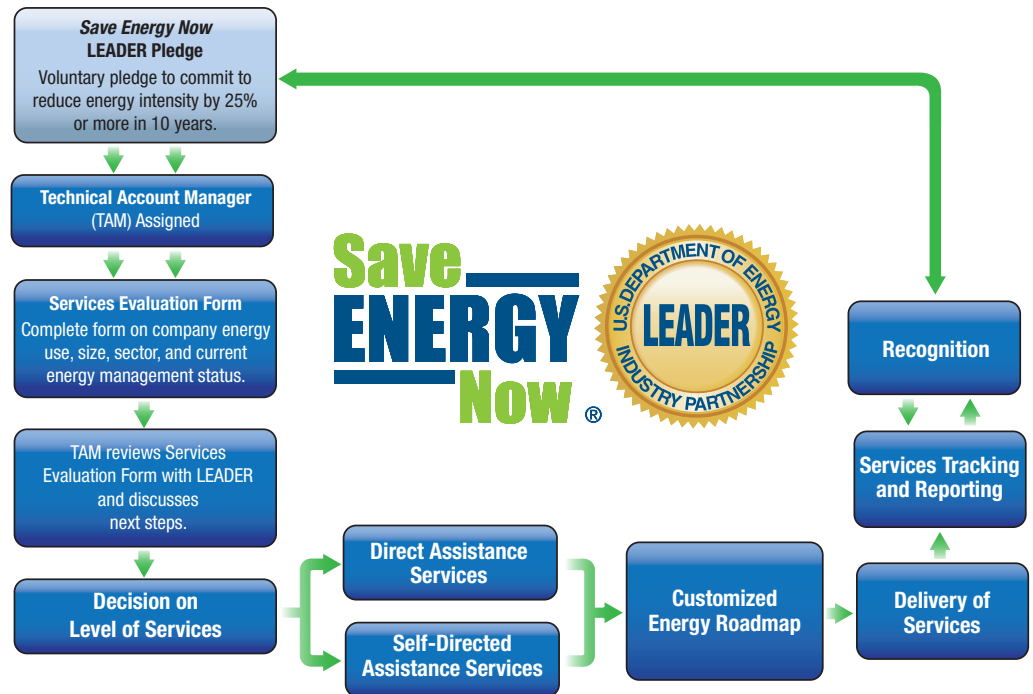 Save Energy Now
LEADER Pledge
Voluntary pledge to commit to
reduce energy intensity by 25%
or more in 10 years.
Technical Account Manager
(TAM) Assigned
Services Evaluation Form
Complete form on company energy
use, size, sector, and current
energy management status.
TAM reviews Services
Evaluation Form with LEADER
and discusses
next steps.
Decision on
Level of Services
Direct Assistance
Services
Self-Directed
Assistance Services
Customized
Energy Roadmap
Delivery of
Services
Services Tracking
and Reporting
Recognition
Save
ENERGY
Now ®
U.S. DEPARTMENT OF ENERGY
LEADER
INDUSTRY PARTNERSHIP